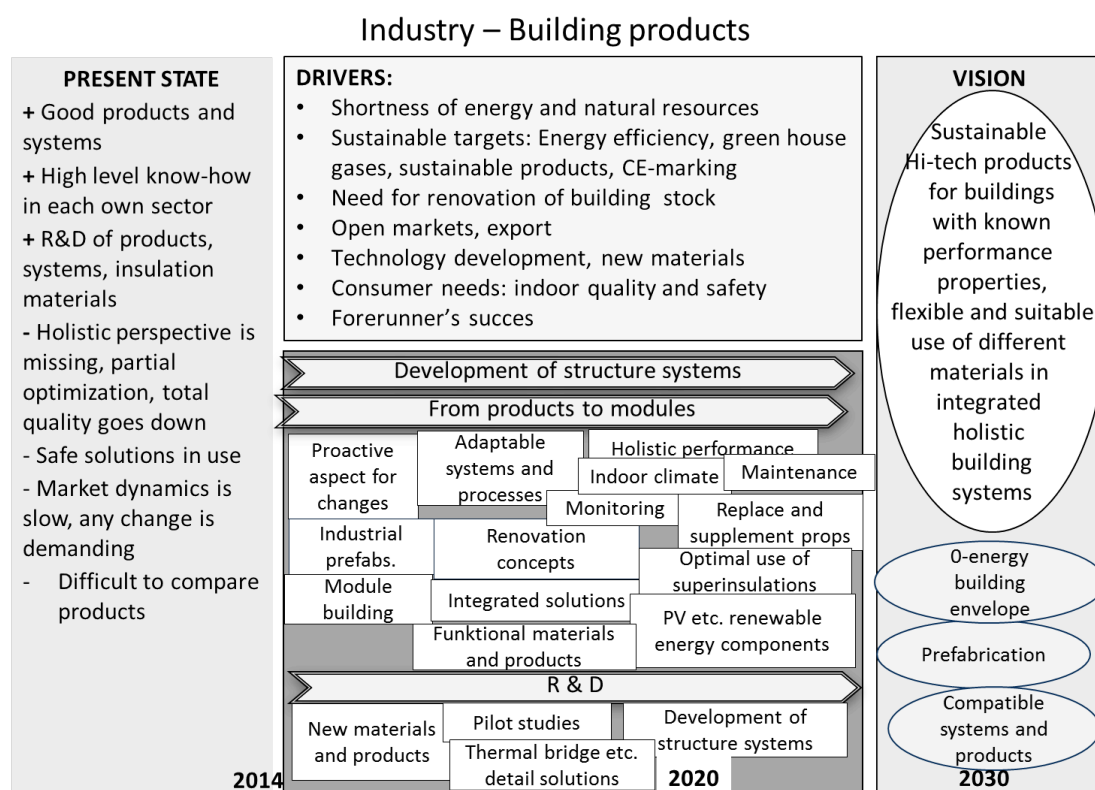 Industry – Building products
PRESENT STATE
+ Good products and
systems
+ High level know-how
in each own sector
+ R&D of products,
systems, insulation
materials
- Holistic perspective is
missing, partial
optimization, total
quality goes down
- Safe solutions in use
- Market dynamics is
slow, any change is
demanding
- Difficult to compare
products
2014
DRIVERS:
• Shortness of energy and natural resources
• Sustainable targets: Energy efficiency, green house
gases, sustainable products, CE-marking
• Need for renovation of building stock
• Open markets, export
• Technology development, new materials
• Consumer needs: indoor quality and safety
• Forerunner's succes
Development of structure systems
From products to modules
Proactive
aspect for
changes
Adaptable
systems and
processes
Holistic performance
Indoor climate
Maintenance
Monitoring
Replace and
supplement props
Industrial
prefabs.
Renovation
concepts
Optimal use of
superinsulations
Module
building
Integrated solutions
PV etc. renewable
energy components
Funktional materials
and products
R & D
New materials
and products
Pilot studies
Development of
structure systems
Thermal bridge etc.
detail solutions
2020
VISION
Sustainable
Hi-tech products
for buildings
with known
performance
properties,
flexible and suitable
use of different
materials in
integrated
holistic
building
systems
0-energy
building
envelope
Prefabrication
Compatible
systems and
products
2030